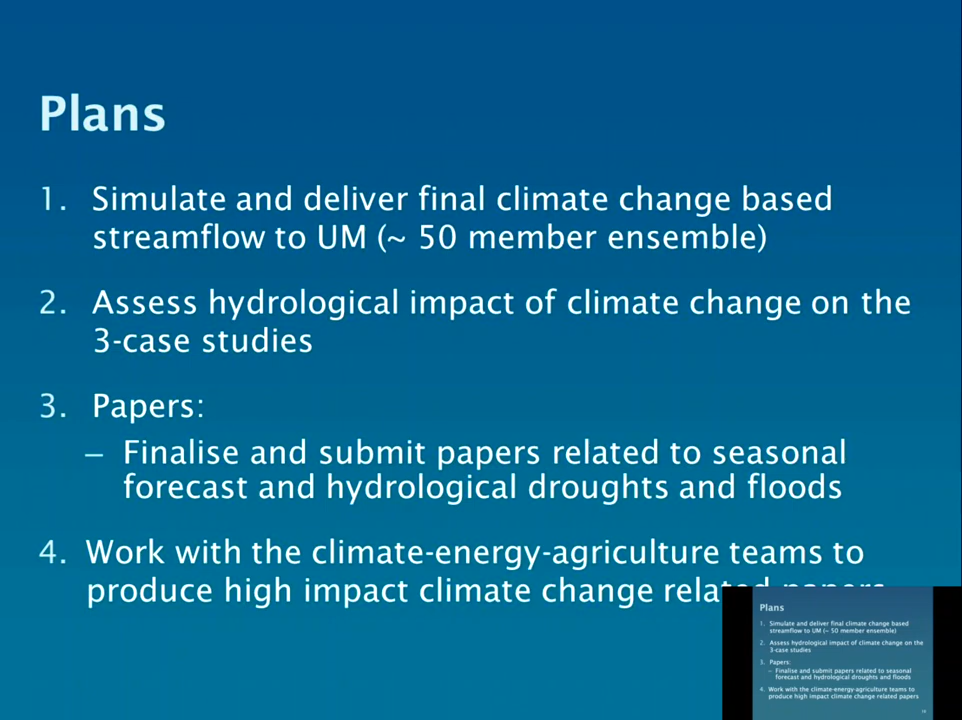 Plans
1. Simulate and deliver final climate change based
streamflow to UM (~ 50 member ensemble)
2. Assess hydrological impact of climate change on the
3-case studies
3. Papers:
– Finalise and submit papers related to seasonal
forecast and hydrological droughts and floods
4. Work with the climate-energy-agriculture teams to
produce high impact climate change related papers
Plans
1. Simulate and deliver final climate change based
streamflow to UM (~ 50 member ensemble)
2. Assess hydrological impact of climate change on the
3-case studies
3. Papers:
– Finalise and submit papers related to seasonal
forecast and hydrological droughts and floods
4. Work with the climate-energy-agriculture teams to
produce high impact climate change related papers